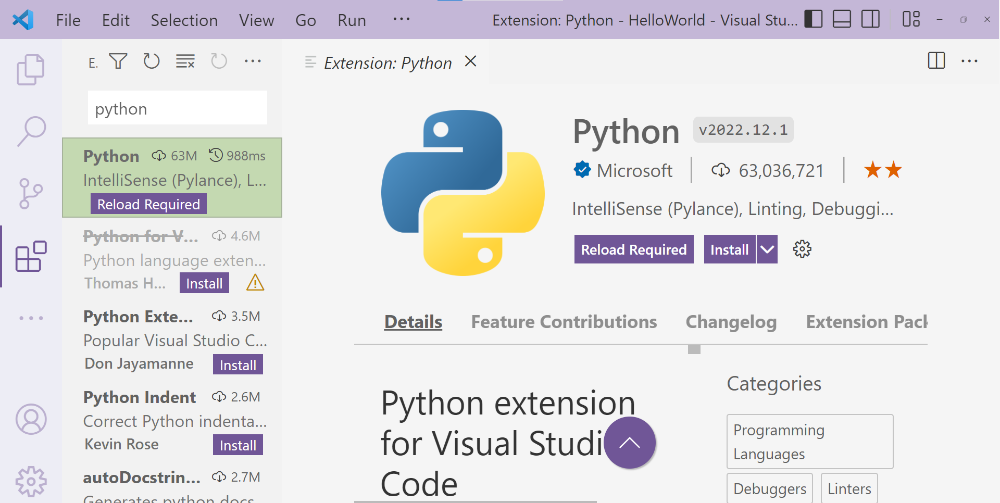 File Edit Selection View Go Run ··· Extension: Python - HelloWorld - Visual Stu...
E. ···
Extension: Python ···
python
Python 63M 988ms
IntelliSense (Pylance), L...
Reload Required
Python for V... 4.6M
Python language exten...
Thomas H... Install
Python Exte... 3.5M
Popular Visual Studio C...
Don Jayamanne Install
Python Indent 2.6M
Correct Python indenta...
Kevin Rose Install
autoDocstrin... 2.7M
Generates python docs
Python v2022.12.1
Microsoft 63,036,721
IntelliSense (Pylance), Linting, Debuggi...
Reload Required Install
Details Feature Contributions Changelog Extension Pack
Python extension
for Visual Studi
Code
Categories
Programming
Languages
Debuggers Linters